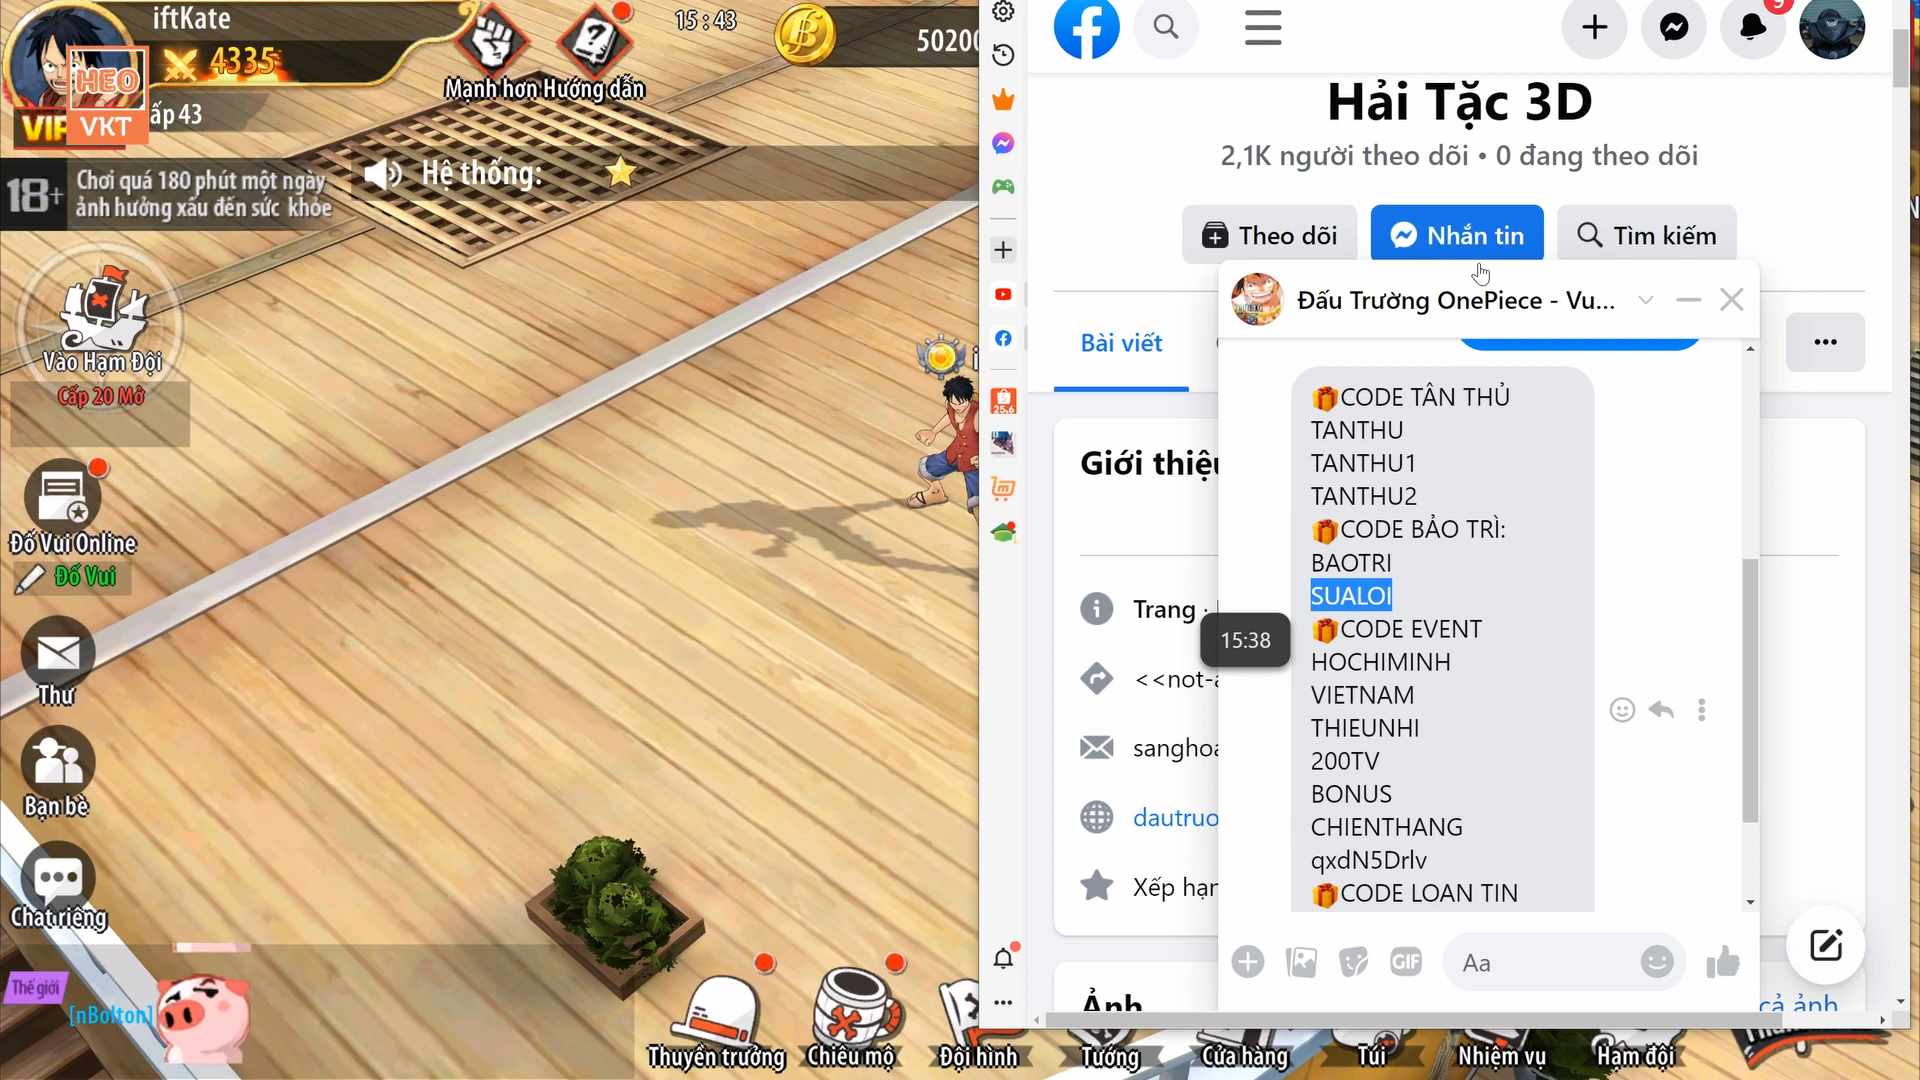 iftKate
4335
HEO
VKT
VIP
ấp 43
18+
Chơi quá 180 phút một ngày
ảnh hưởng xấu đến sức khỏe
Mạnh hơn
Hướng dẫn
15 : 43
5020
Hệ thống:
Vào Hạm Đội
Cấp 20 Mở
Đố Vui Online
Đố Vui
Thư
Bạn bè
Chat riêng
Thế giới
[nBolton]
Thuyền trưởng
Chiêu mộ
Đội hình
Tướng
Cửa hàng
Túi
Nhiệm vụ
Hạm đội
25.6
9
Hải Tặc 3D
2,1K người theo dõi • 0 đang theo dõi
Theo dõi
Nhắn tin
Tìm kiếm
Đấu Trường OnePiece - Vu...
Bài viết
Giới thiệu
Trang ·
<<not-a
sanghoa
dautruo
Xếp hạn
Ảnh
cả ảnh
15:38
CODE TÂN THỦ
TANTHU
TANTHU1
TANTHU2
CODE BẢO TRÌ:
BAOTRI
SUALOI
CODE EVENT
HOCHIMINH
VIETNAM
THIEUNHI
200TV
BONUS
CHIENTHANG
qxdN5Drlv
CODE LOAN TIN
GIF
Aa